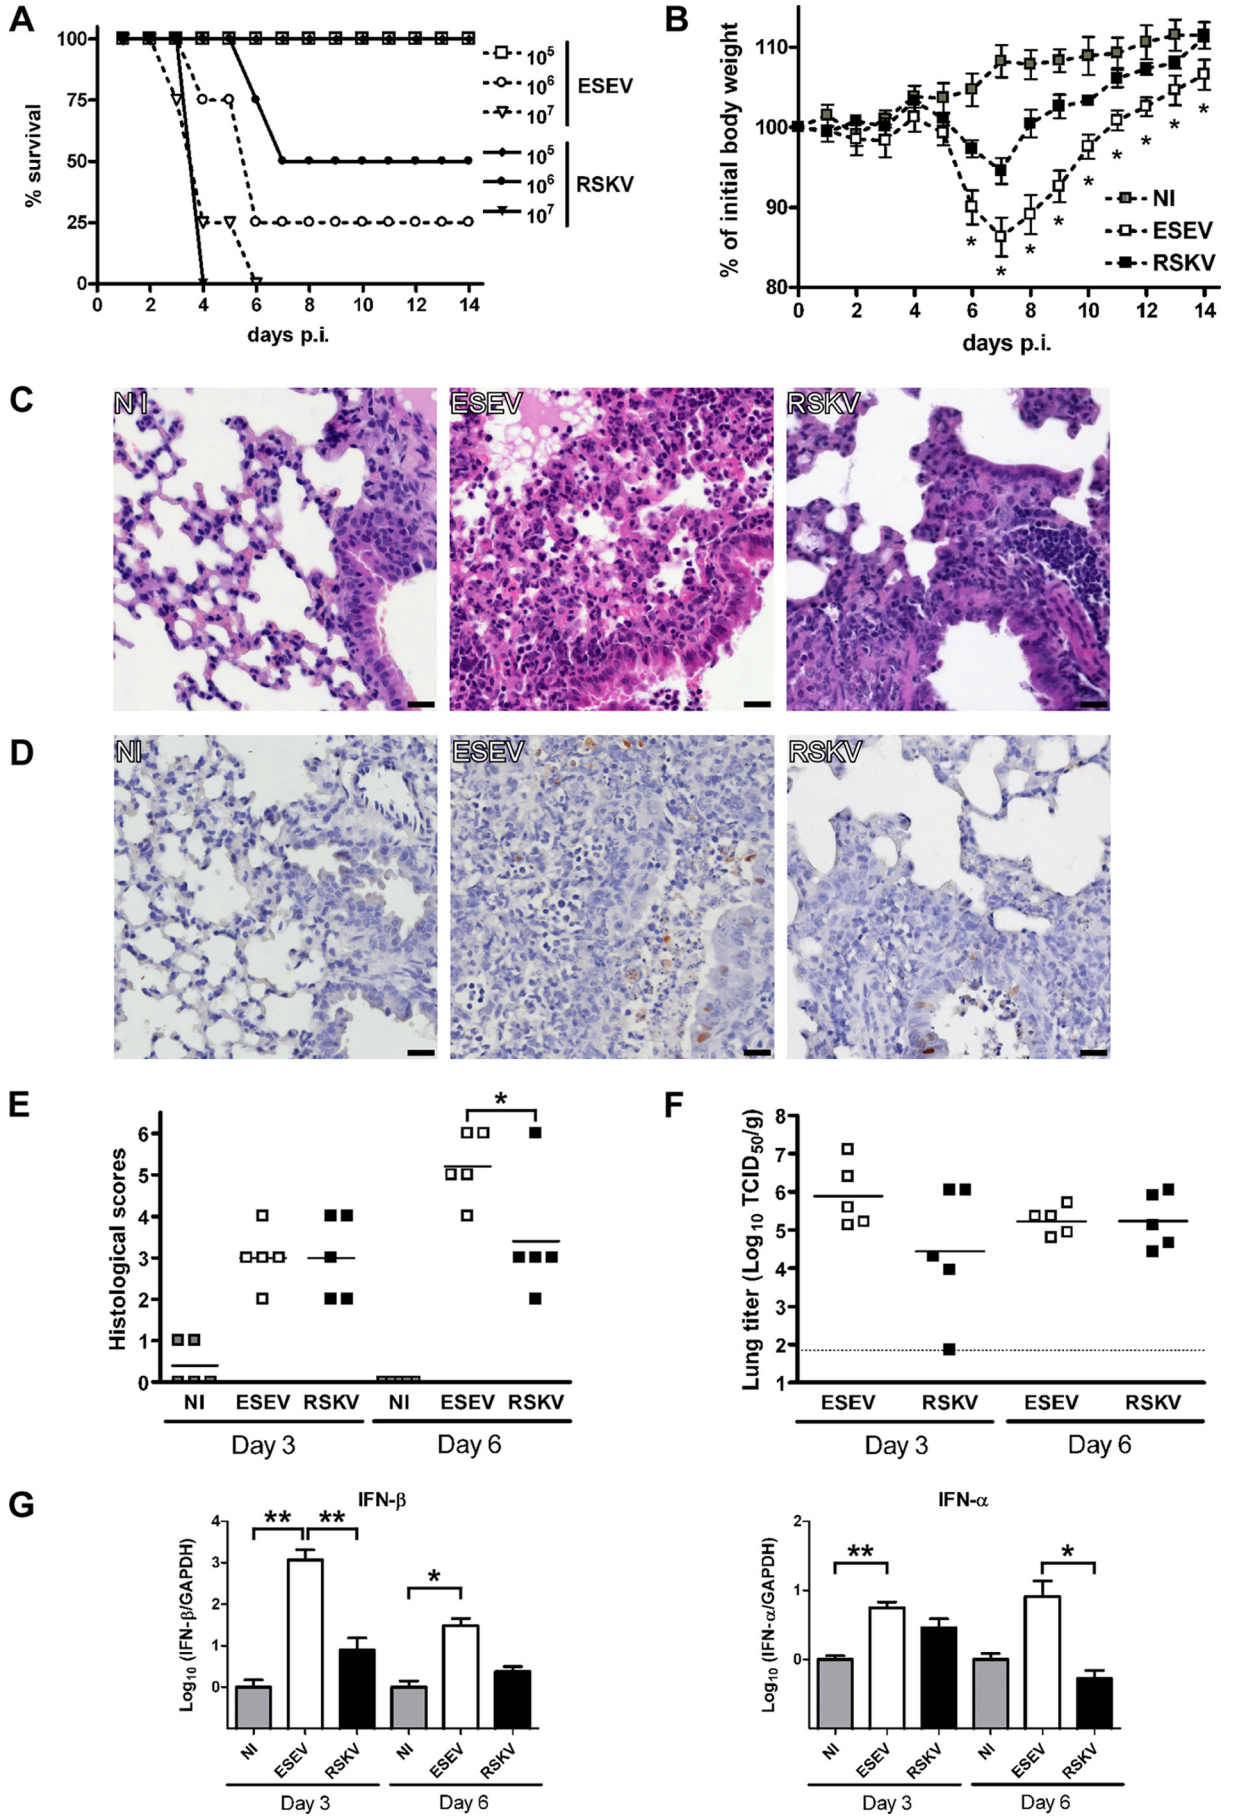 A
% survival
100
75
50
25
0
0 2 4 6 8 10 12 14
days p.i.
10⁵
10⁶
10⁷
ESEV
10⁵
10⁶
10⁷
RSKV
B
% of initial body weight
110
100
90
80
0 2 4 6 8 10 12 14
days p.i.
* * * * * * * * *
NI
ESEV
RSKV
C
NI
ESEV
RSKV
D
NI
ESEV
RSKV
E
Histological scores
6
5
4
3
2
1
0
*
NI ESEV RSKV NI ESEV RSKV
Day 3 Day 6
F
Lung titer (Log₁₀ TCID₅₀/g)
8
7
6
5
4
3
2
1
ESEV RSKV ESEV RSKV
Day 3 Day 6
G
IFN-β
Log₁₀ (IFN-β/GAPDH)
4
3
2
1
0
** ** *
NI ESEV RSKV NI ESEV RSKV
Day 3 Day 6
IFN-α
Log₁₀ (IFN-α/GAPDH)
2
1
0
** *
NI ESEV RSKV NI ESEV RSKV
Day 3 Day 6